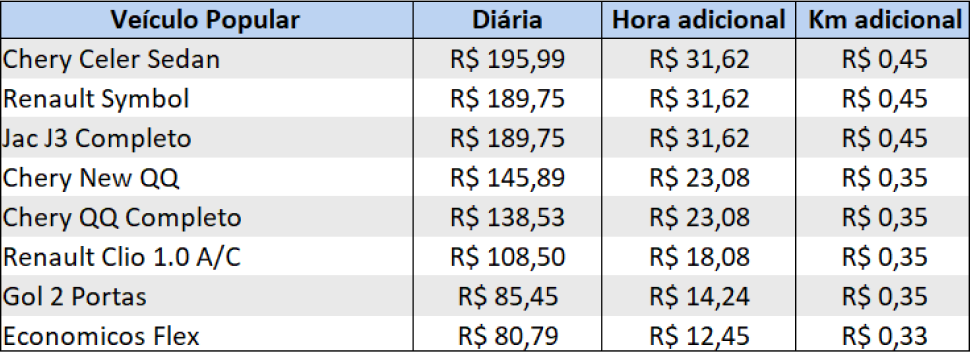 Veículo Popular Diária Hora adicional Km adicional
Chery Celer Sedan R$ 195,99 R$ 31,62 R$ 0,45
Renault Symbol R$ 189,75 R$ 31,62 R$ 0,45
Jac J3 Completo R$ 189,75 R$ 31,62 R$ 0,45
Chery New QQ R$ 145,89 R$ 23,08 R$ 0,35
Chery QQ Completo R$ 138,53 R$ 23,08 R$ 0,35
Renault Clio 1.0 A/C R$ 108,50 R$ 18,08 R$ 0,35
Gol 2 Portas R$ 85,45 R$ 14,24 R$ 0,35
Economicos Flex R$ 80,79 R$ 12,45 R$ 0,33